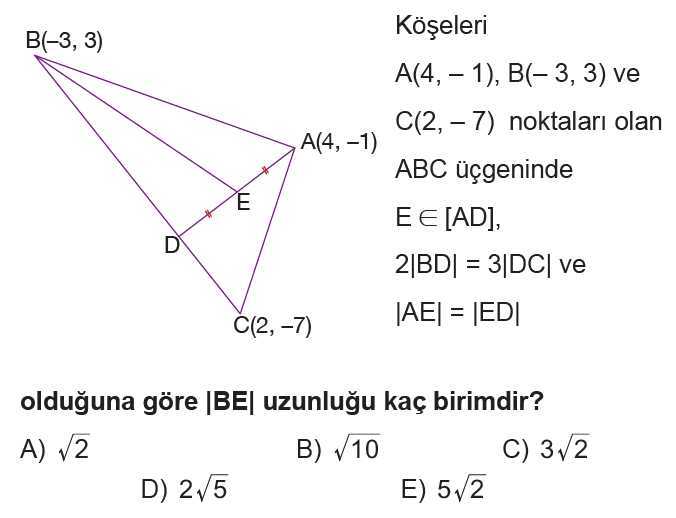 B(–3, 3)
A(4, –1)
E
D
C(2, –7)
Köşeleri
A(4, – 1), B(– 3, 3) ve
C(2, – 7) noktaları olan
ABC üçgeninde
E ∈ [AD],
2|BD| = 3|DC| ve
|AE| = |ED|
olduğuna göre |BE| uzunluğu kaç birimdir?
A) √2 B) √10 C) 3√2
D) 2√5 E) 5√2